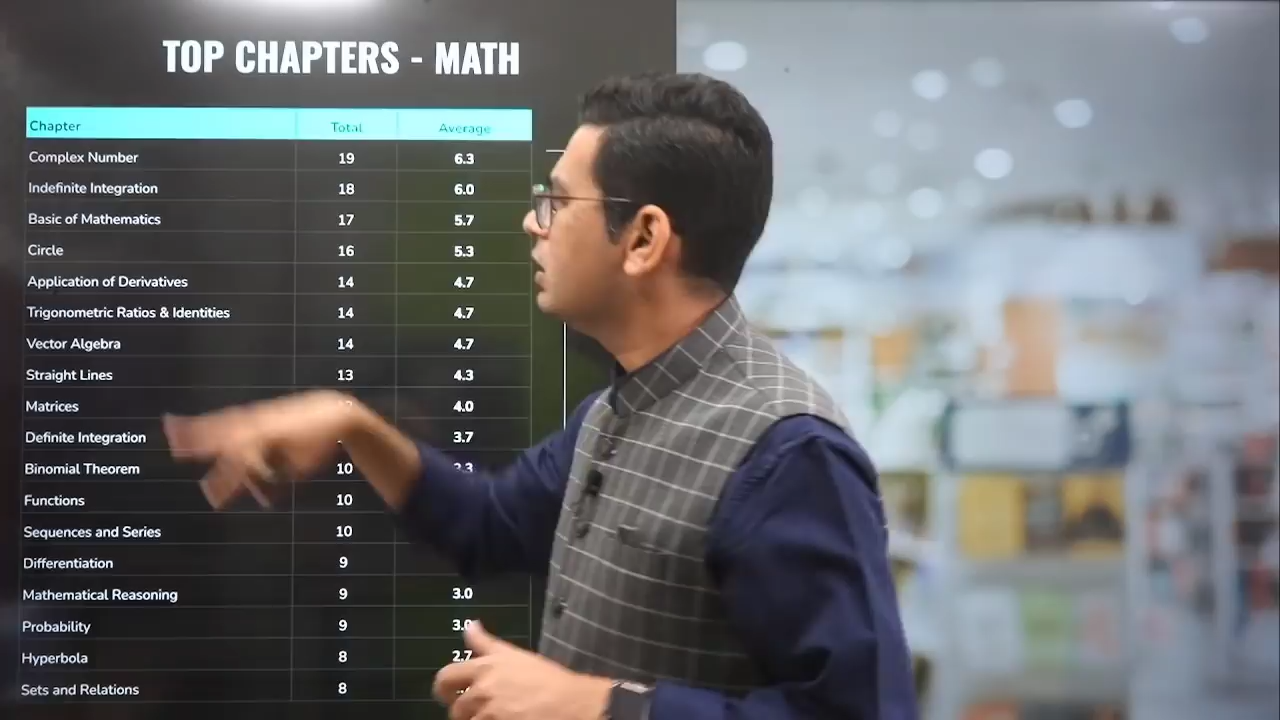 TOP CHAPTERS - MATH
Chapter Total Average
Complex Number 19 6.3
Indefinite Integration 18 6.0
Basic of Mathematics 17 5.7
Circle 16 5.3
Application of Derivatives 14 4.7
Trigonometric Ratios & Identities 14 4.7
Vector Algebra 14 4.7
Straight Lines 13 4.3
Matrices 4.0
Definite Integration 3.7
Binomial Theorem 10
Functions 10
Sequences and Series 10
Differentiation 9
Mathematical Reasoning 9 3.0
Probability 9 3.0
Hyperbola 8 2.7
Sets and Relations 8